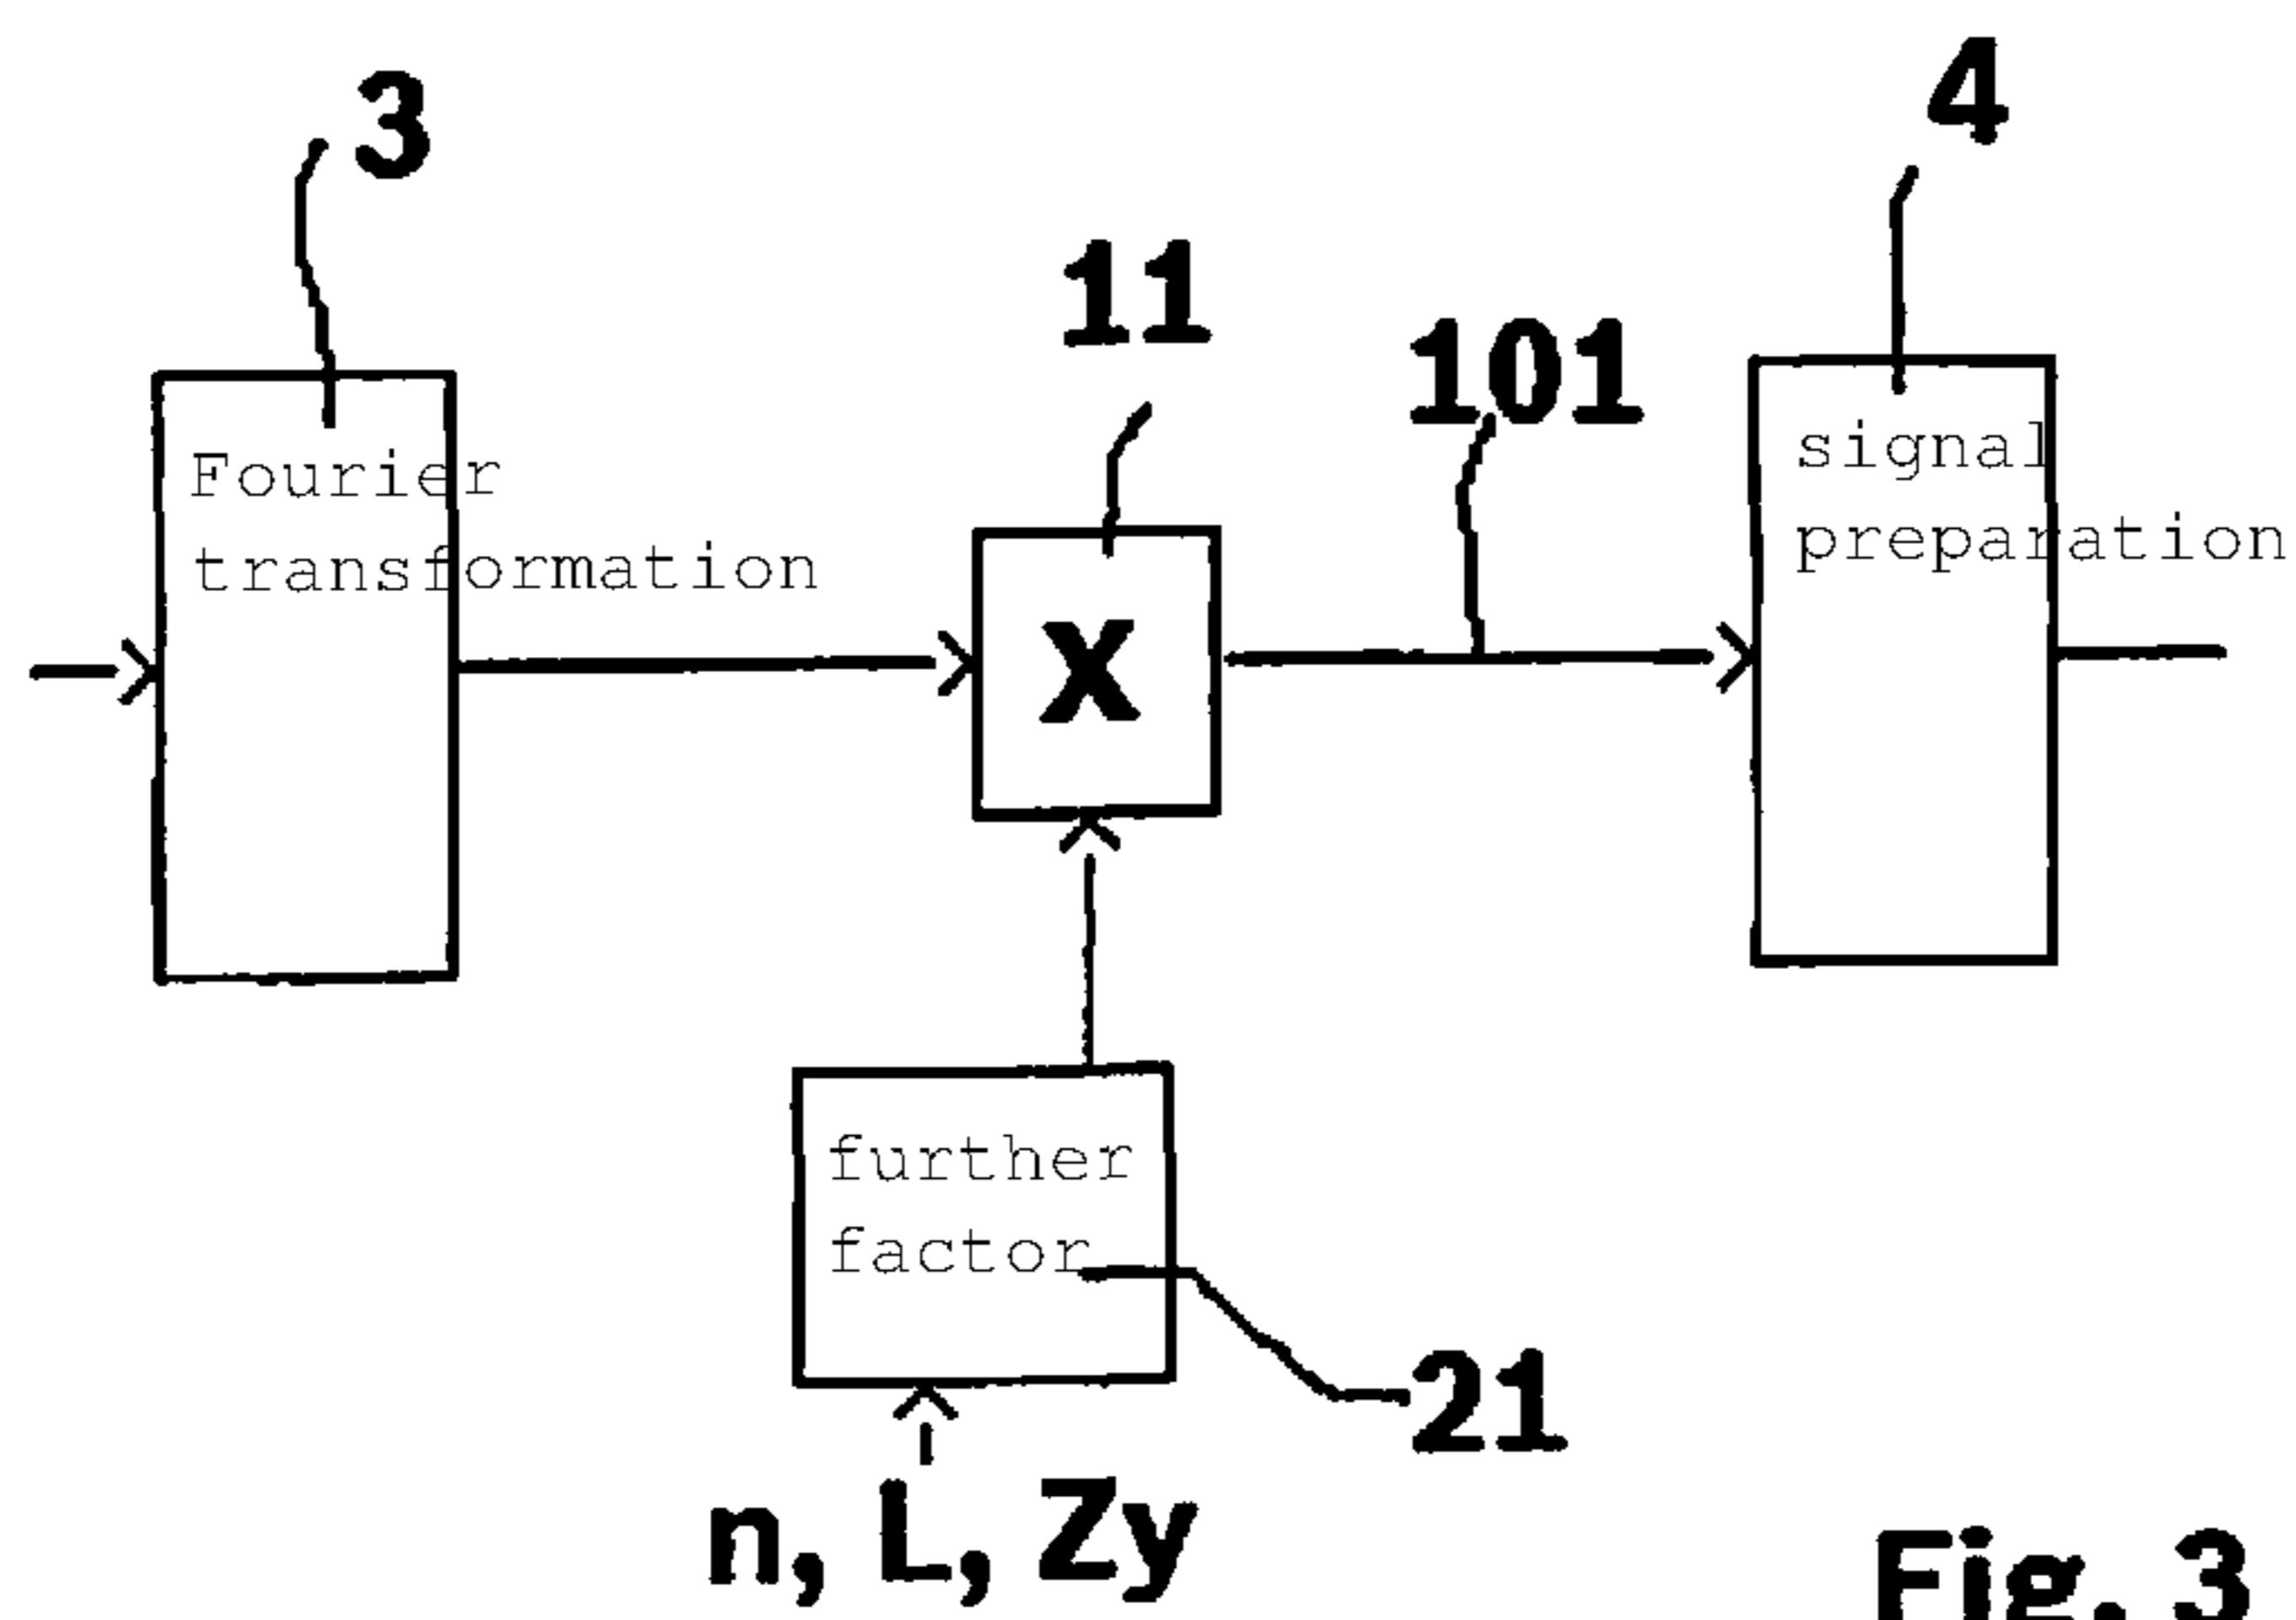 3
4
11
101
Fourier
transformation
signal
preparation
X
further
factor
21
n, L, Zy
Fig. 3